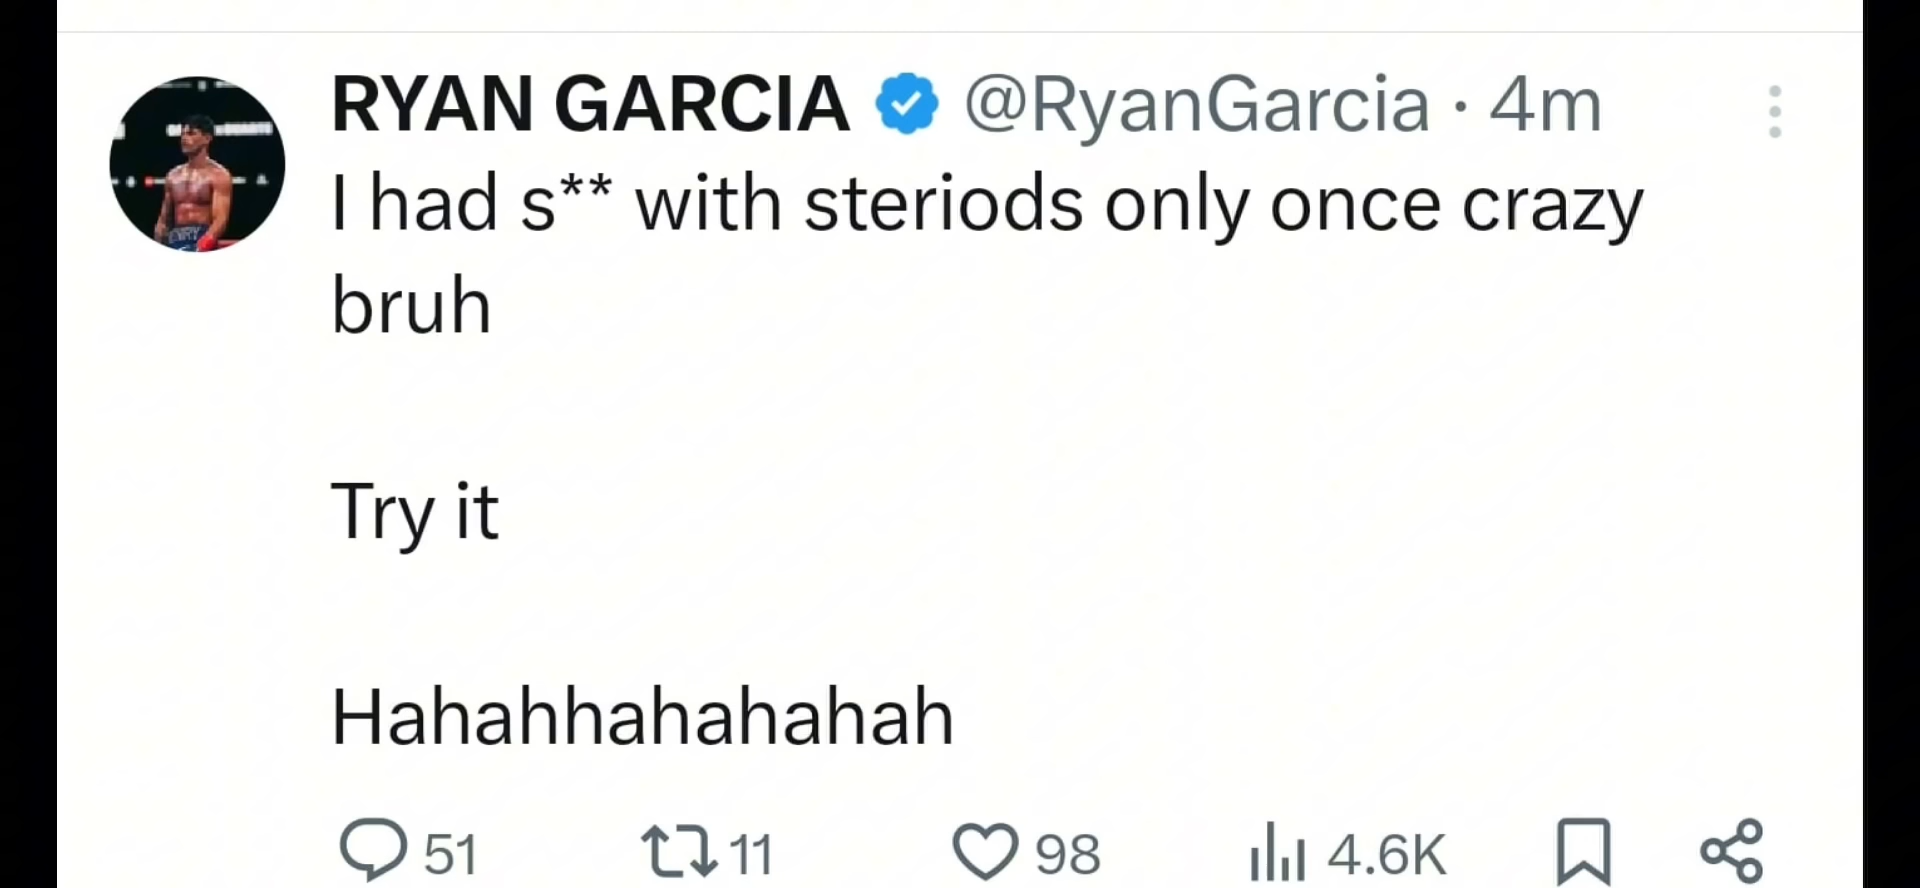 RYAN GARCIA @RyanGarcia · 4m
I had s** with steriods only once crazy
bruh
Try it
Hahahhahahahah
51 11 98 4.6K